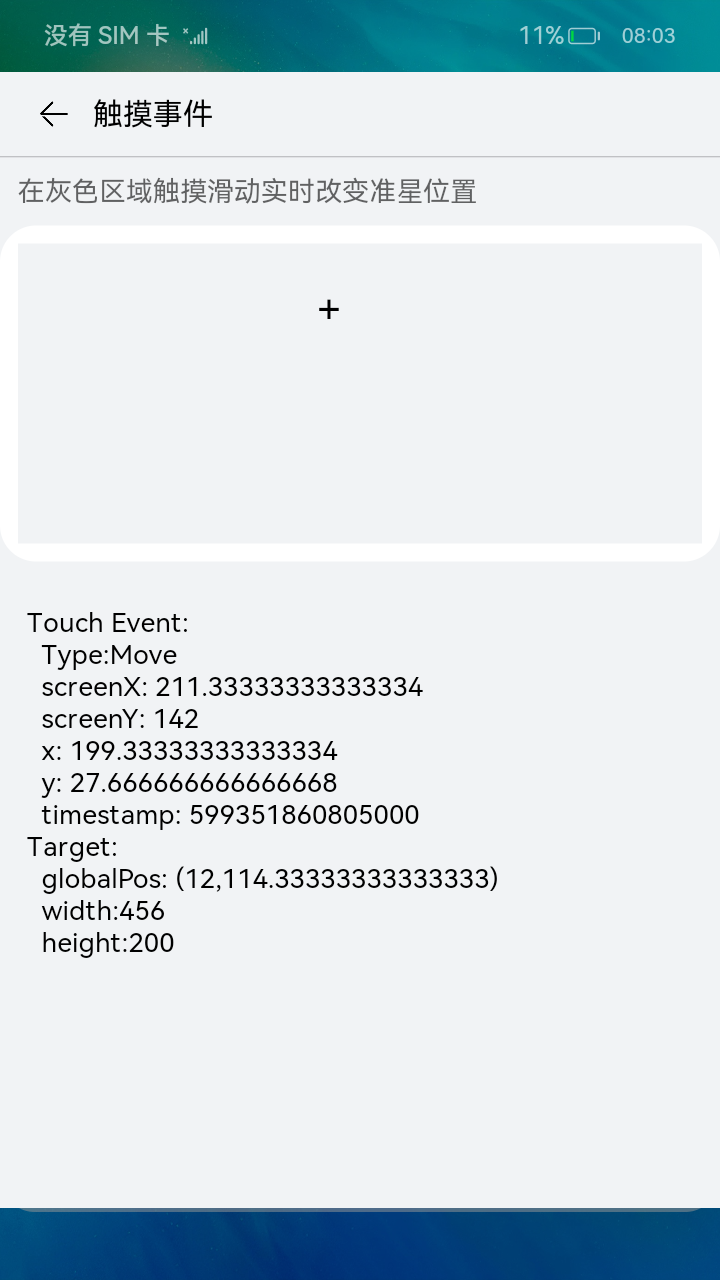 没有 SIM 卡 11% 08:03
触摸事件
在灰色区域触摸滑动实时改变准星位置
+
Touch Event:
Type:Move
screenX: 211.33333333333334
screenY: 142
x: 199.33333333333334
y: 27.666666666666668
timestamp: 599351860805000
Target:
globalPos: (12,114.33333333333333)
width:456
height:200